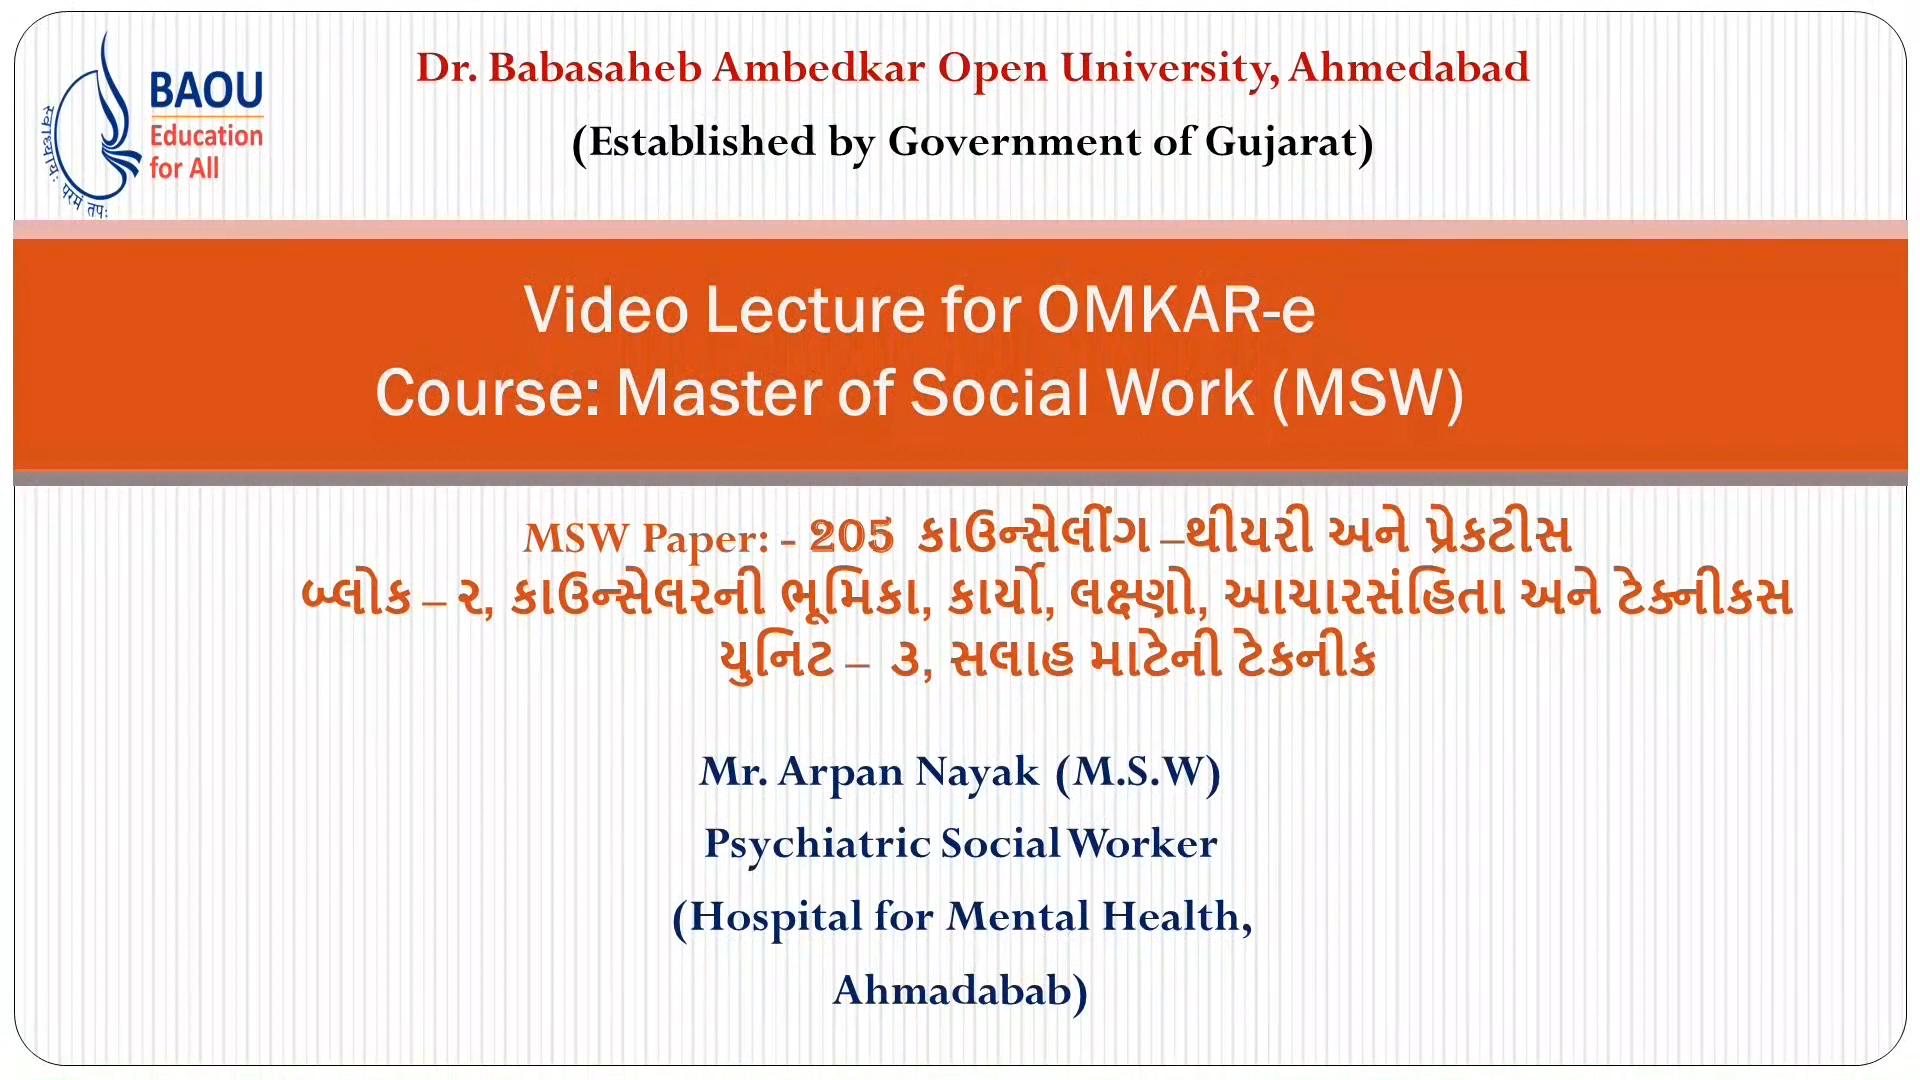 BAOU
Education
for All
स्वाध्यायः परमं तपः
Dr. Babasaheb Ambedkar Open University, Ahmedabad
(Established by Government of Gujarat)
Video Lecture for OMKAR-e
Course: Master of Social Work (MSW)
MSW Paper: - 205 કાઉન્સેલીંગ –થીયરી અને પ્રેકટીસ
બ્લોક – ૨, કાઉન્સેલરની ભૂમિકા, કાર્યો, લક્ષ્ણો, આચારસંહિતા અને ટેક્નીકસ
યુનિટ – ૩, સલાહ માટેની ટેકનીક
Mr. Arpan Nayak (M.S.W)
Psychiatric Social Worker
(Hospital for Mental Health,
Ahmadabab)